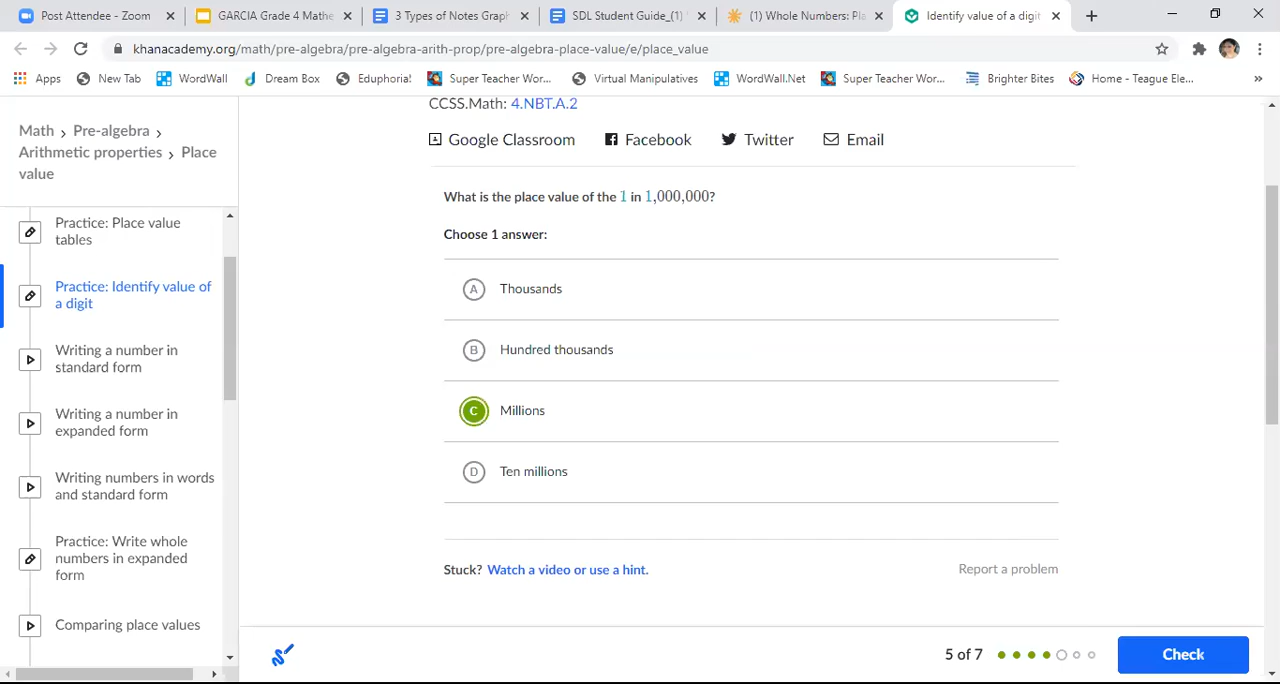 Post Attendee - Zoom
GARCIA Grade 4 Mathe
3 Types of Notes Graph
SDL Student Guide_(1)
(1) Whole Numbers: Pla
Identify value of a digit
khanacademy.org/math/pre-algebra/pre-algebra-arith-prop/pre-algebra-place-value/e/place_value
Apps
New Tab
WordWall
Dream Box
Eduphoria!
Super Teacher Wor...
Virtual Manipulatives
WordWall.Net
Super Teacher Wor...
Brighter Bites
Home - Teague Ele...
»
Math › Pre-algebra ›
Arithmetic properties › Place
value
Practice: Place value
tables
Practice: Identify value of
a digit
Writing a number in
standard form
Writing a number in
expanded form
Writing numbers in words
and standard form
Practice: Write whole
numbers in expanded
form
Comparing place values
CCSS.Math: 4.NBT.A.2
Google Classroom
Facebook
Twitter
Email
What is the place value of the 1 in 1,000,000?
Choose 1 answer:
A Thousands
B Hundred thousands
C Millions
D Ten millions
Stuck? Watch a video or use a hint.
Report a problem
5 of 7
Check